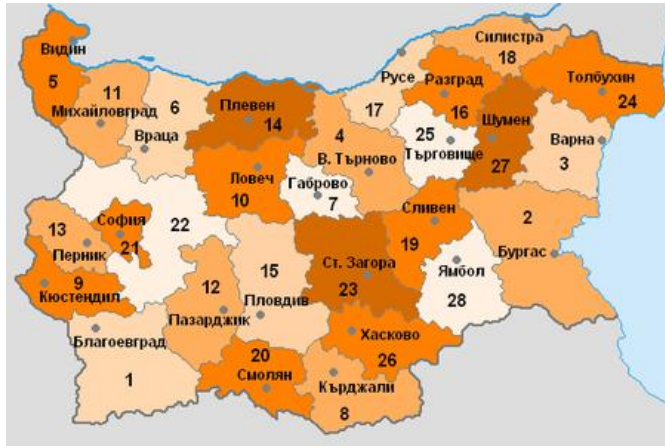 Видин
5
11
Михайловград
6
Враца
Плевен
14
4
В. Търново
Русе
17
Разград
16
Силистра
18
Толбухин
24
Шумен
27
25
Търговище
Варна
3
Ловеч
10
Габрово
7
Сливен
19
2
Бургас
13
Перник
София
21
22
9
Кюстендил
12
Пазарджик
15
Пловдив
Ст. Загора
23
Ямбол
28
Хасково
26
Благоевград
1
20
Смолян
Кърджали
8